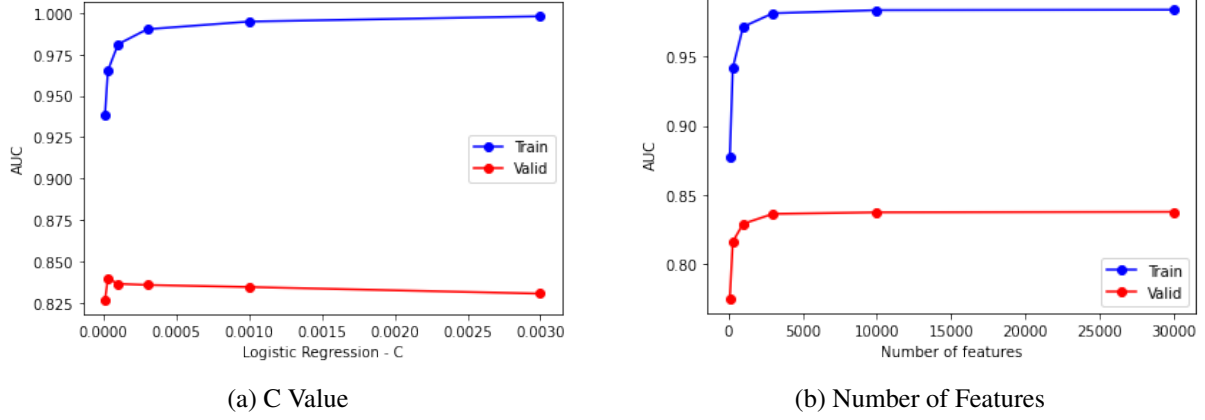 1.000
0.975
0.950
0.925
0.900
0.875
0.850
0.825
AUC
Train
Valid
0.0000 0.0005 0.0010 0.0015 0.0020 0.0025 0.0030
Logistic Regression - C
(a) C Value
0.95
0.90
0.85
0.80
AUC
Train
Valid
0 5000 10000 15000 20000 25000 30000
Number of features
(b) Number of Features